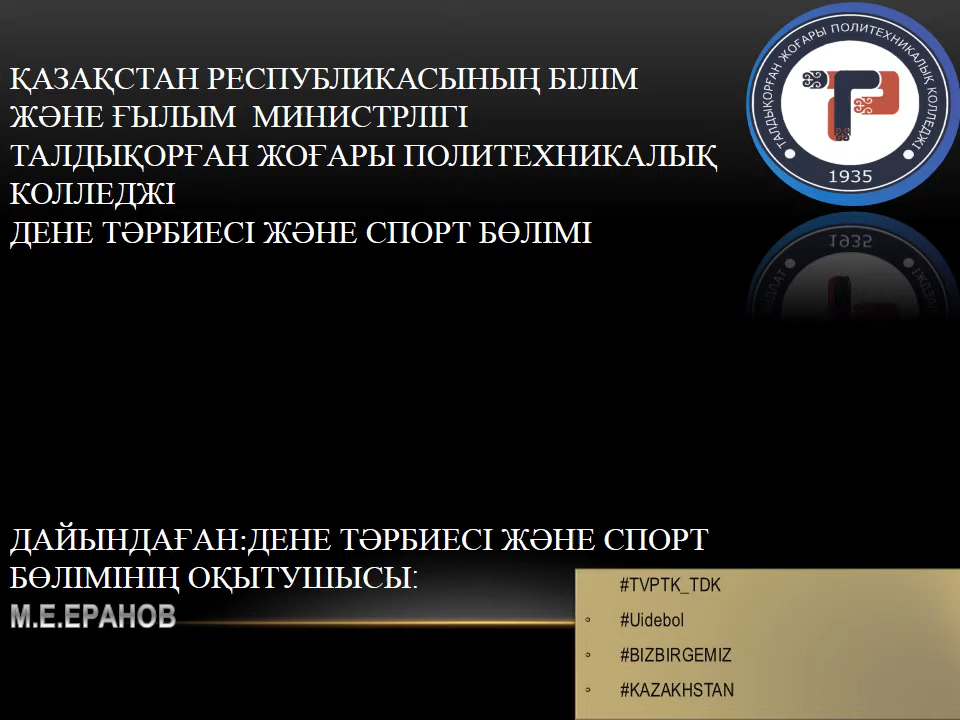 ҚАЗАҚСТАН РЕСПУБЛИКАСЫНЫҢ БІЛІМ
ЖӘНЕ ҒЫЛЫМ  МИНИСТРЛІГІ
ТАЛДЫҚОРҒАН ЖОҒАРЫ ПОЛИТЕХНИКАЛЫҚ
КОЛЛЕДЖІ
ДЕНЕ ТӘРБИЕСІ ЖӘНЕ СПОРТ БӨЛІМІ
ТАЛДЫҚОРҒАН ЖОҒАРЫ ПОЛИТЕХНИКАЛЫҚ КОЛЛЕДЖІ
1935
ДАЙЫНДАҒАН:ДЕНЕ ТӘРБИЕСІ ЖӘНЕ СПОРТ
БӨЛІМІНІҢ ОҚЫТУШЫСЫ:
М.Е.ЕРАНОВ
#TVPTK_TDK
#Uidebol
#BIZBIRGEMIZ
#KAZAKHSTAN